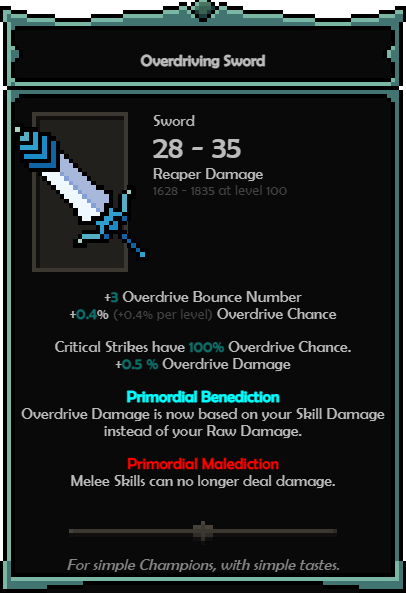 Overdriving Sword
Sword
28 - 35
Reaper Damage
1628 - 1835 at level 100
+3 Overdrive Bounce Number
+0.4% (+0.4% per level) Overdrive Chance
Critical Strikes have 100% Overdrive Chance.
+0.5 % Overdrive Damage
Primordial Benediction
Overdrive Damage is now based on your Skill Damage
instead of your Raw Damage.
Primordial Malediction
Melee Skills can no longer deal damage.
For simple Champions, with simple tastes.